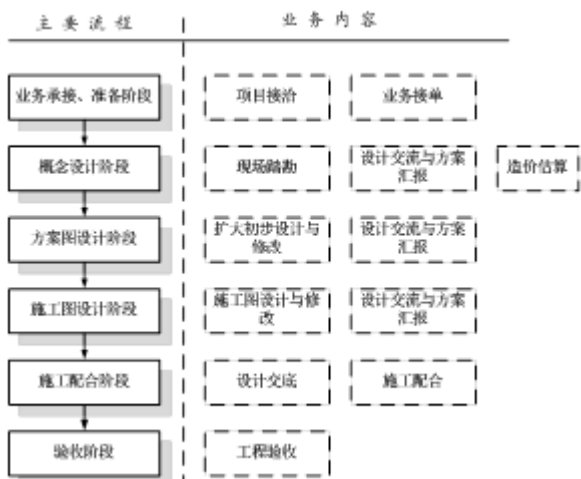 主要流程
业务内容
业务承接、准备阶段
项目接洽
业务接单
概念设计阶段
现场踏勘
设计交流与方案
汇报
造价估算
方案图设计阶段
扩大初步设计与
修改
设计交流与方案
汇报
施工图设计阶段
施工图设计与修
改
设计交流与方案
汇报
施工配合阶段
设计交底
施工配合
验收阶段
工程验收